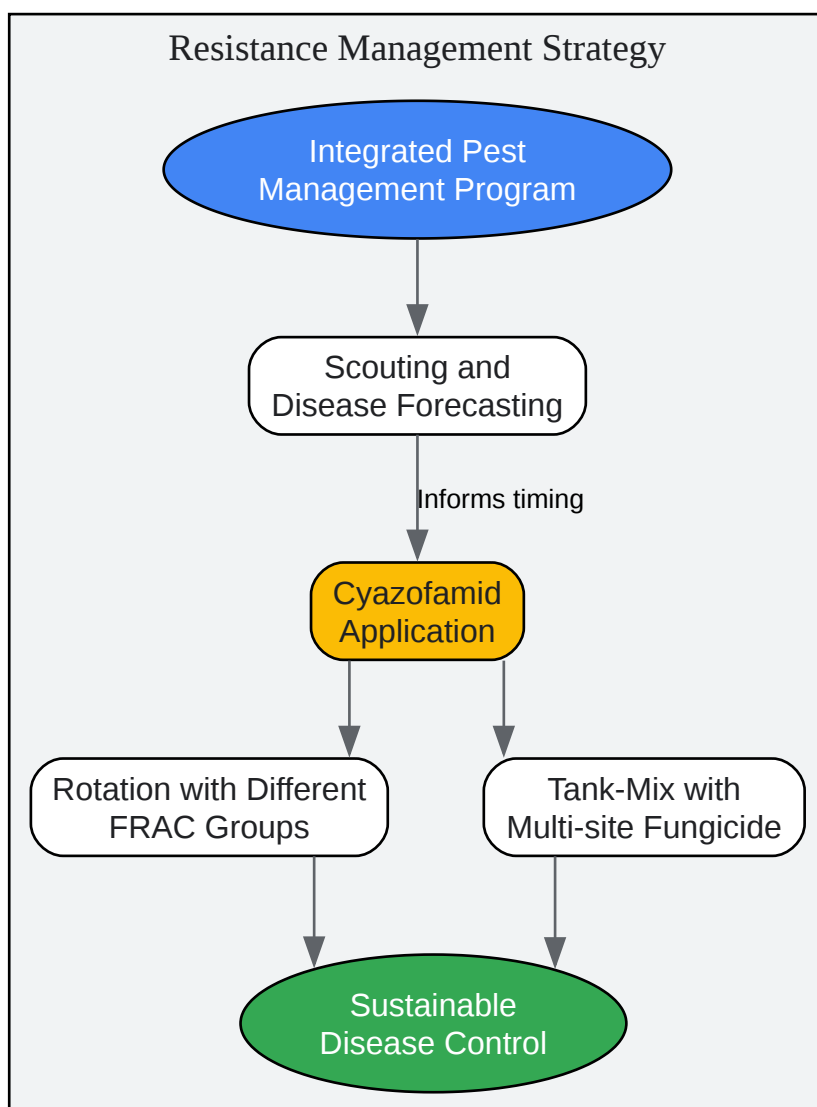 Resistance Management Strategy
Integrated Pest
Management Program
Scouting and
Disease Forecasting
Informs timing
Cyazofamid
Application
Rotation with Different
FRAC Groups
Tank-Mix with
Multi-site Fungicide
Sustainable
Disease Control